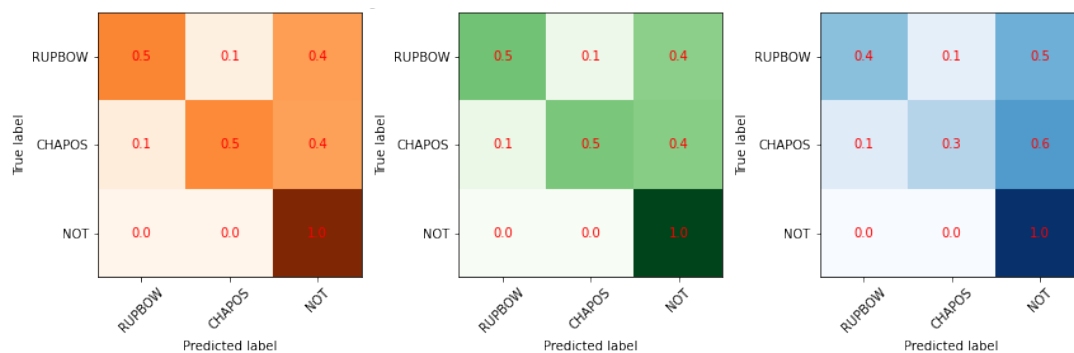 RUPBOW 0.5 0.1 0.4
CHAPOS 0.1 0.5 0.4
NOT 0.0 0.0 1.0
True label
RUPBOW CHAPOS NOT
Predicted label
RUPBOW 0.5 0.1 0.4
CHAPOS 0.1 0.5 0.4
NOT 0.0 0.0 1.0
True label
RUPBOW CHAPOS NOT
Predicted label
RUPBOW 0.4 0.1 0.5
CHAPOS 0.1 0.3 0.6
NOT 0.0 0.0 1.0
True label
RUPBOW CHAPOS NOT
Predicted label